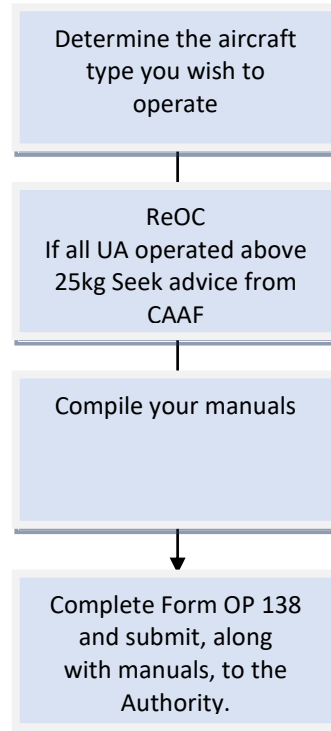 Determine the aircraft
type you wish to
operate
ReOC
If all UA operated above
25kg Seek advice from
CAAF
Compile your manuals
Complete Form OP 138
and submit, along
with manuals, to the
Authority.